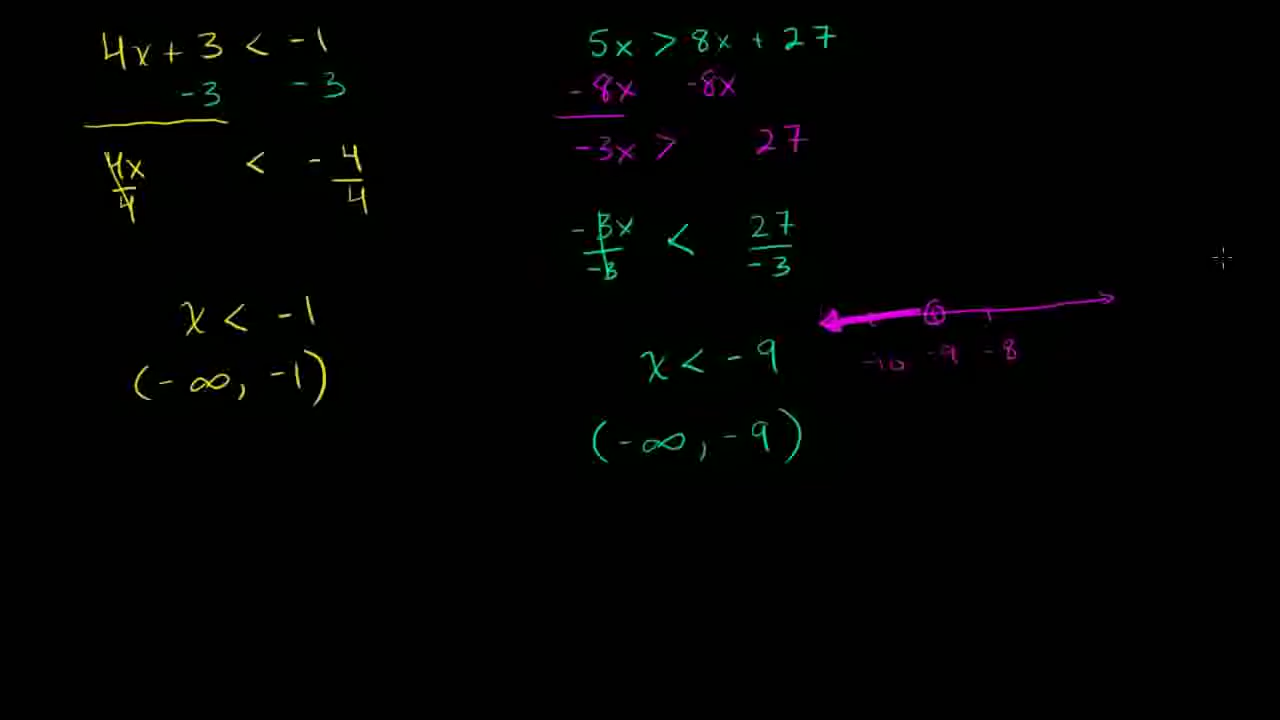 4x + 3 < -1
-3 -3
4x < - 4
4 4
x < -1
(-∞, -1)
5x > 8x + 27
-8x -8x
-3x > 27
-3x < 27
-3 -3
x < -9
(-∞, -9)
-10 -9 -8